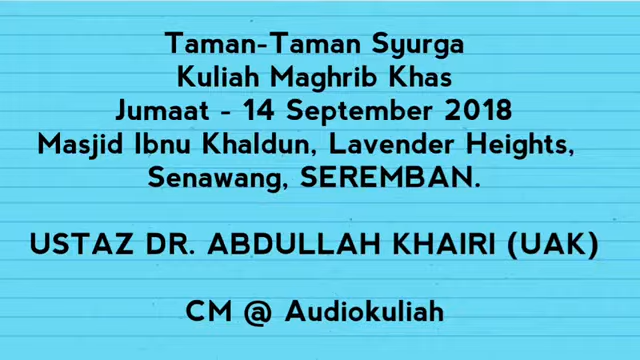 Taman-Taman Syurga
Kuliah Maghrib Khas
Jumaat - 14 September 2018
Masjid Ibnu Khaldun, Lavender Heights,
Senawang, SEREMBAN.
USTAZ DR. ABDULLAH KHAIRI (UAK)
CM @ Audiokuliah